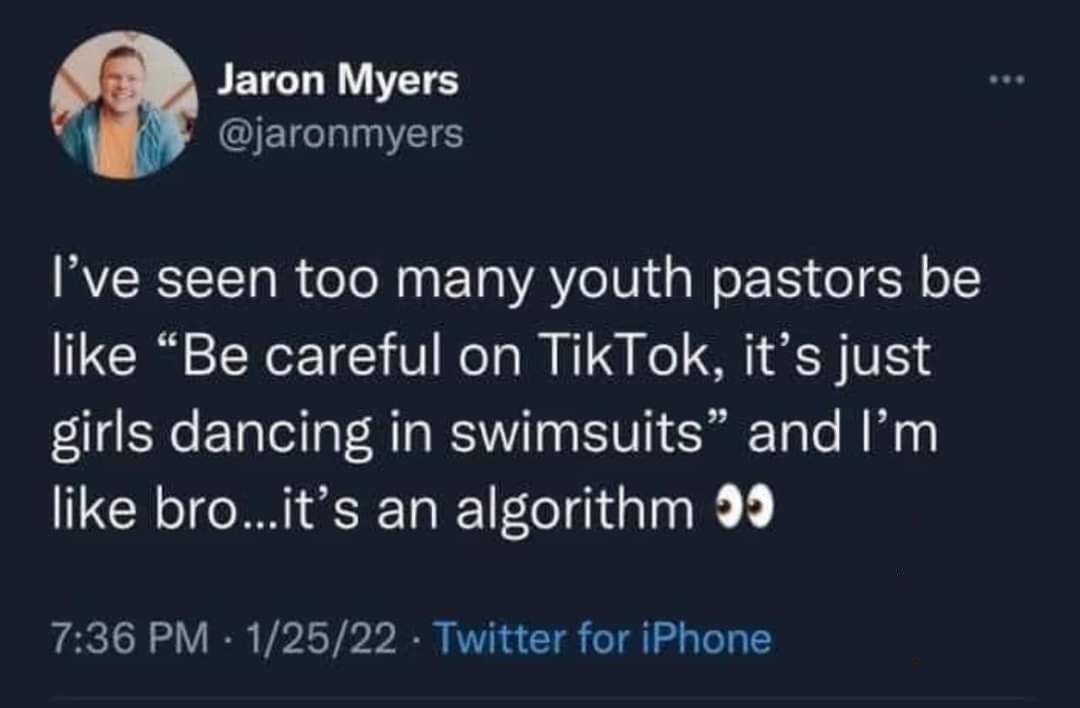 Jaron Myers
@jaronmyers
I’ve seen too many youth pastors be
like “Be careful on TikTok, it’s just
girls dancing in swimsuits” and I’m
like bro...it’s an algorithm 👀
7:36 PM · 1/25/22 · Twitter for iPhone